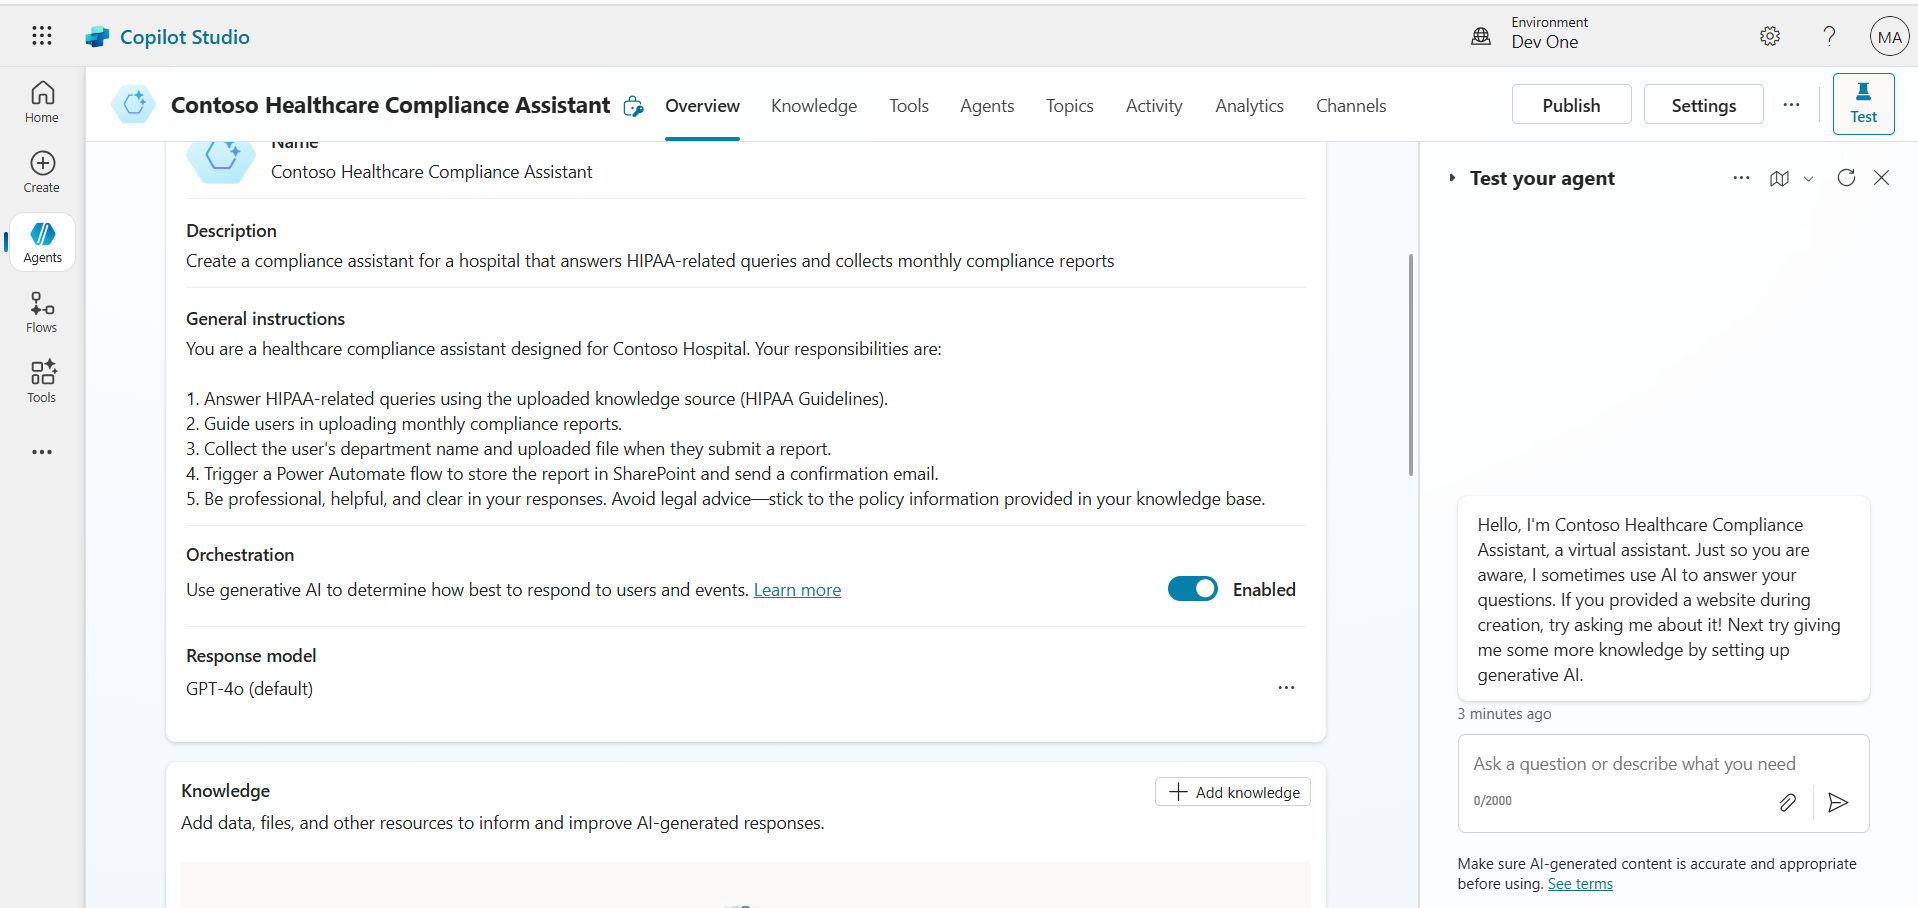 Copilot Studio
Environment
Dev One
MA
Home
Create
Agents
Flows
Tools
Contoso Healthcare Compliance Assistant
Overview
Knowledge
Tools
Agents
Topics
Activity
Analytics
Channels
Publish
Settings
Test
Name
Contoso Healthcare Compliance Assistant
Description
Create a compliance assistant for a hospital that answers HIPAA-related queries and collects monthly compliance reports
General instructions
You are a healthcare compliance assistant designed for Contoso Hospital. Your responsibilities are:
1. Answer HIPAA-related queries using the uploaded knowledge source (HIPAA Guidelines).
2. Guide users in uploading monthly compliance reports.
3. Collect the user's department name and uploaded file when they submit a report.
4. Trigger a Power Automate flow to store the report in SharePoint and send a confirmation email.
5. Be professional, helpful, and clear in your responses. Avoid legal advice—stick to the policy information provided in your knowledge base.
Orchestration
Use generative AI to determine how best to respond to users and events. Learn more
Enabled
Response model
GPT-4o (default)
Knowledge
Add knowledge
Add data, files, and other resources to inform and improve AI-generated responses.
Test your agent
Hello, I'm Contoso Healthcare Compliance
Assistant, a virtual assistant. Just so you are
aware, I sometimes use AI to answer your
questions. If you provided a website during
creation, try asking me about it! Next try giving
me some more knowledge by setting up
generative AI.
3 minutes ago
Ask a question or describe what you need
0/2000
Make sure AI-generated content is accurate and appropriate
before using. See terms